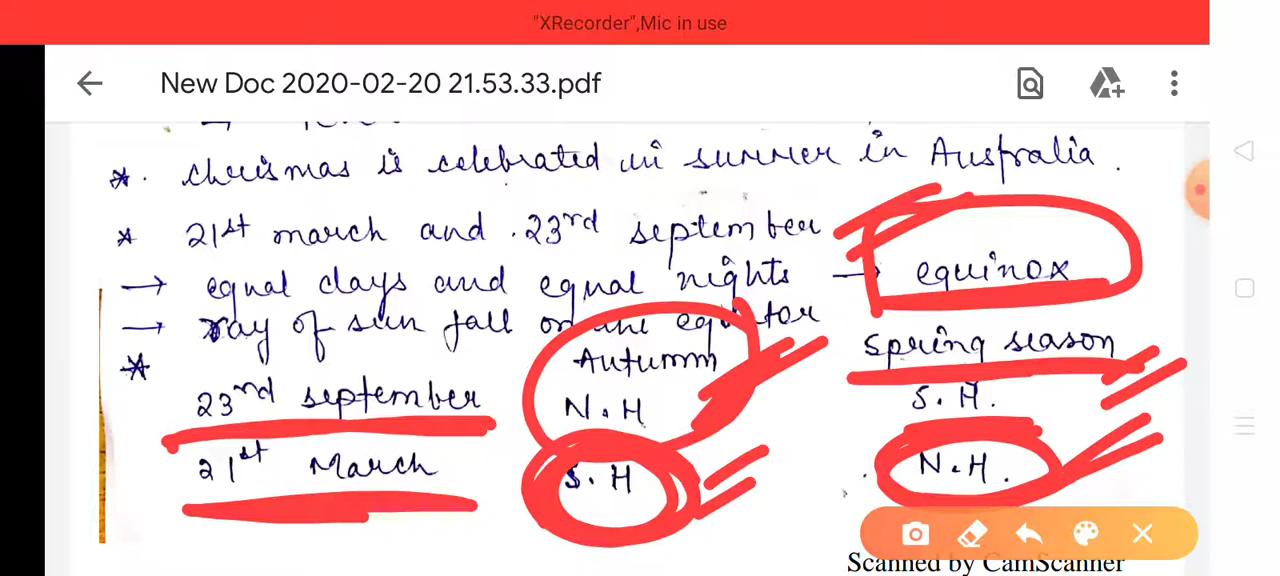 "XRecorder",Mic in use
New Doc 2020-02-20 21.53.33.pdf
* . chrismas is celebrated in summer in Australia .
* 21st march and .23rd september
→ equal days and equal nights → equinox
→ ray of sun fall on the equator
* Autumm spring season
23rd september N.H S.H.
21st March S.H N.H.
Scanned by CamScanner